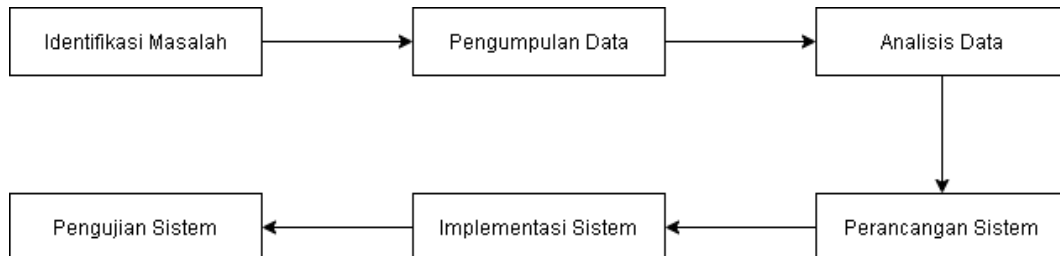 Identifikasi Masalah
Pengumpulan Data
Analisis Data
Perancangan Sistem
Implementasi Sistem
Pengujian Sistem